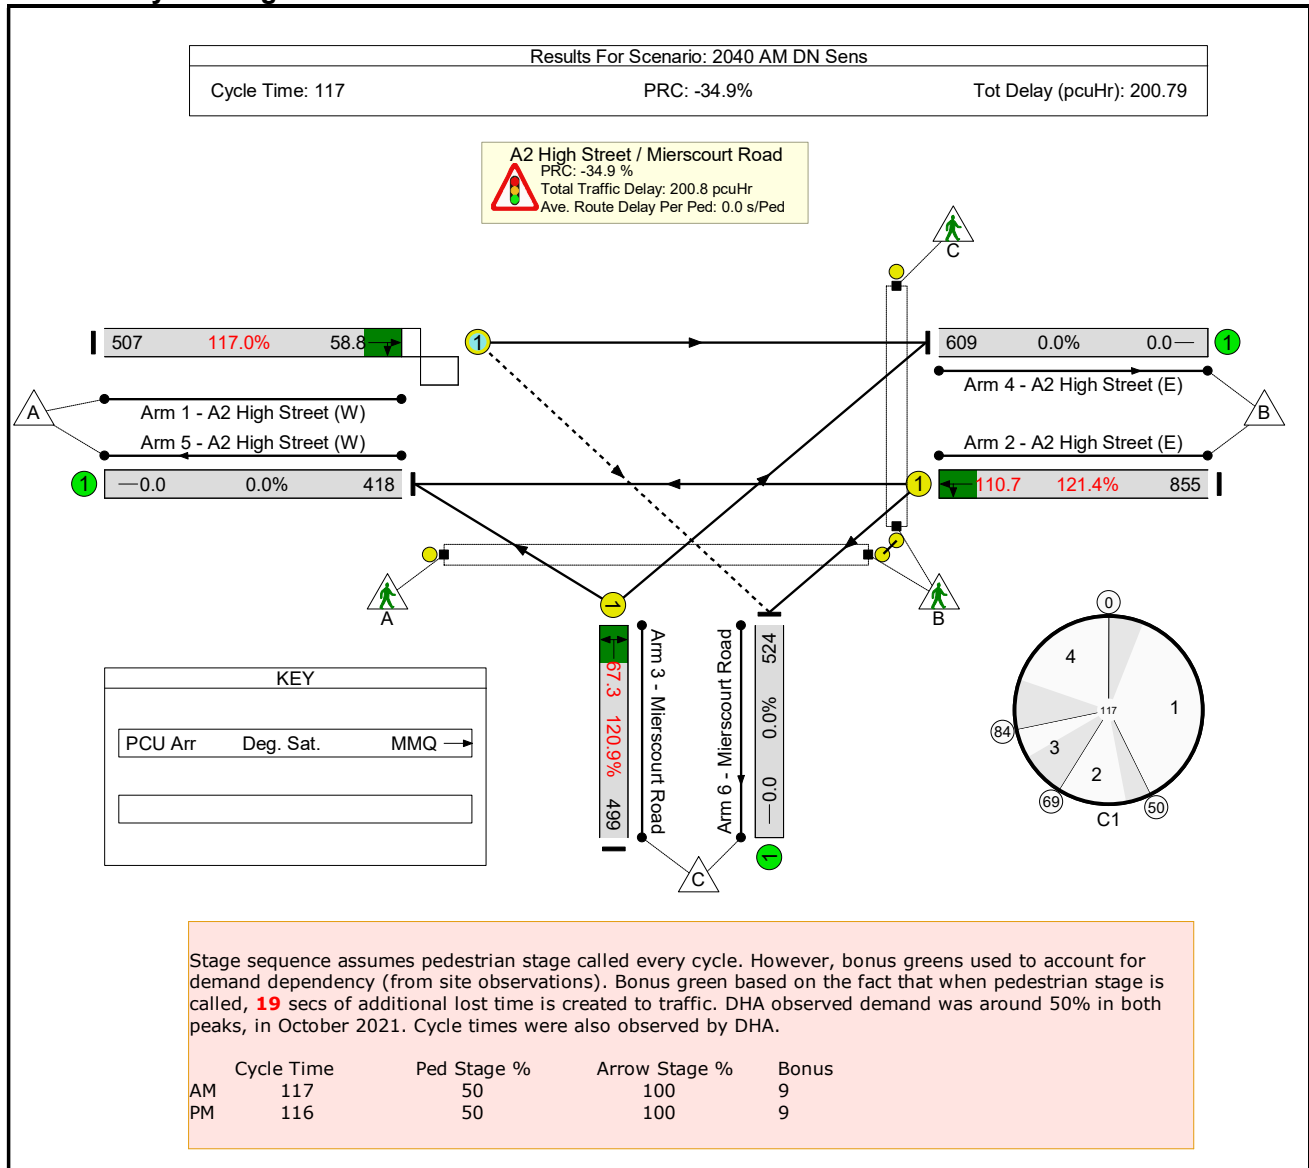 Results For Scenario: 2040 AM DN Sens
Cycle Time: 117 PRC: -34.9% Tot Delay (pcuHr): 200.79
A2 High Street / Mierscourt Road
PRC: -34.9 %
Total Traffic Delay: 200.8 pcuHr
Ave. Route Delay Per Ped: 0.0 s/Ped
C
507 117.0% 58.8
1
609 0.0% 0.0
1
Arm 1 - A2 High Street (W)
Arm 4 - A2 High Street (E)
A
B
Arm 5 - A2 High Street (W)
Arm 2 - A2 High Street (E)
1
0.0 0.0% 418
1
110.7 121.4% 855
A
B
1
67.3 120.9% 499
Arm 3 - Mierscourt Road
Arm 6 - Mierscourt Road
0.0 0.0% 524
1
C
KEY
PCU Arr Deg. Sat. MMQ
0
4
1
117
84
3
2
69
50
C1
Stage sequence assumes pedestrian stage called every cycle. However, bonus greens used to account for
demand dependency (from site observations). Bonus green based on the fact that when pedestrian stage is
called, 19 secs of additional lost time is created to traffic. DHA observed demand was around 50% in both
peaks, in October 2021. Cycle times were also observed by DHA.
Cycle Time Ped Stage % Arrow Stage % Bonus
AM 117 50 100 9
PM 116 50 100 9